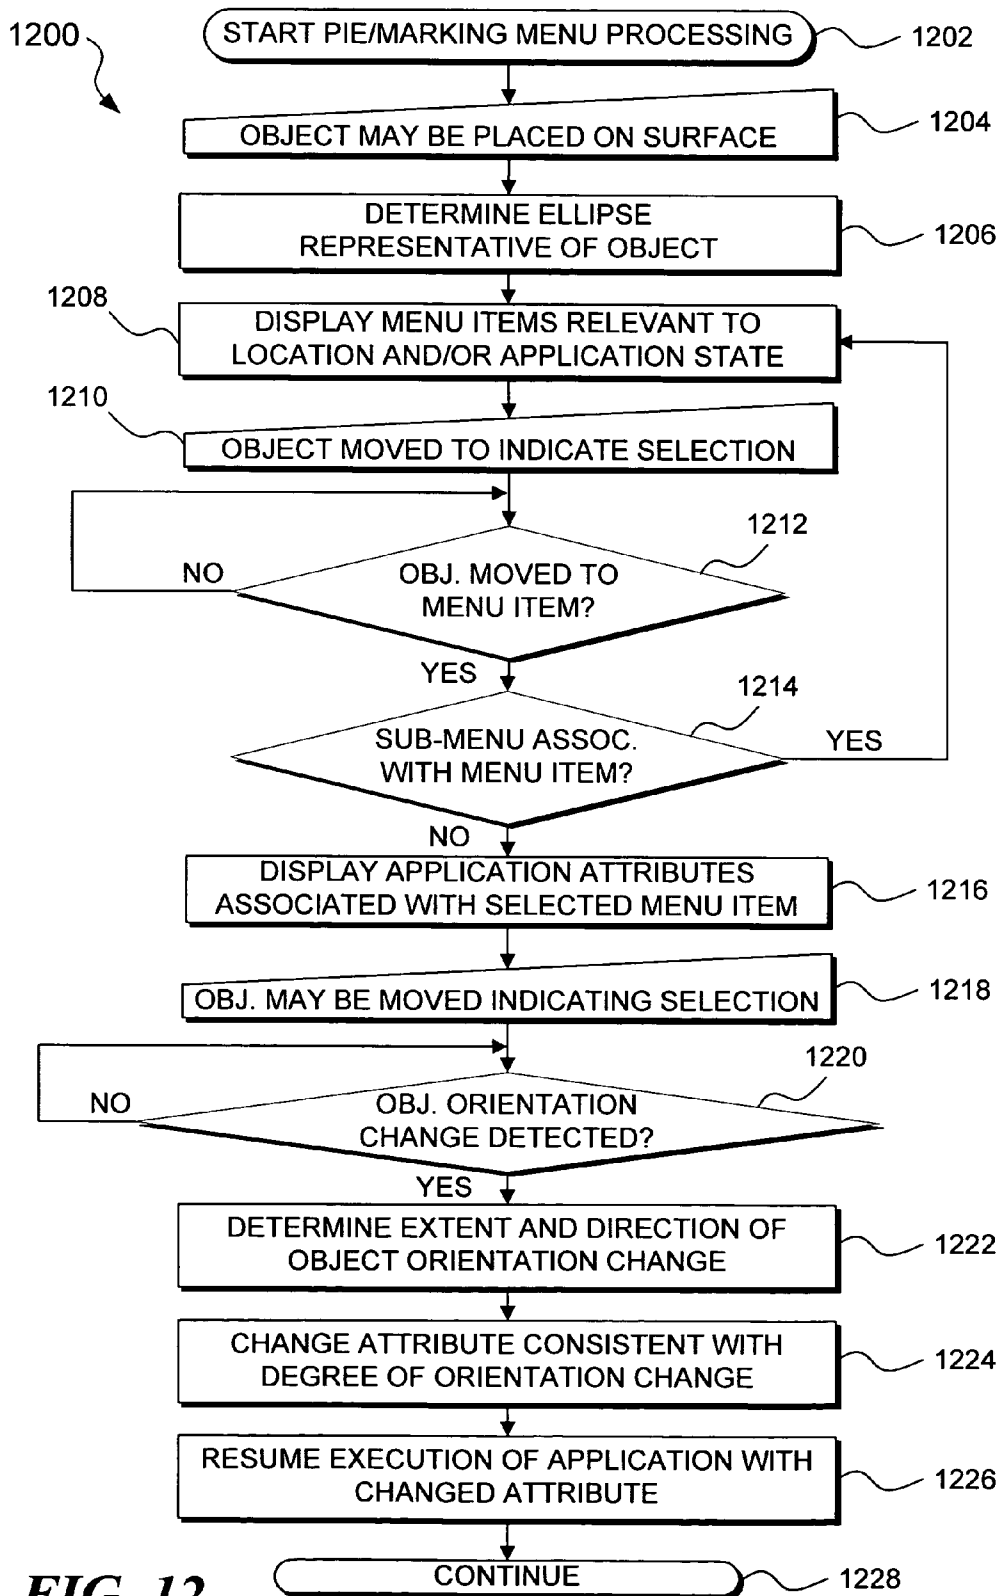 1200
START PIE/MARKING MENU PROCESSING
1202
OBJECT MAY BE PLACED ON SURFACE
1204
DETERMINE ELLIPSE
REPRESENTATIVE OF OBJECT
1206
1208
DISPLAY MENU ITEMS RELEVANT TO
LOCATION AND/OR APPLICATION STATE
1210
OBJECT MOVED TO INDICATE SELECTION
1212
NO
OBJ. MOVED TO
MENU ITEM?
YES
1214
SUB-MENU ASSOC.
WITH MENU ITEM?
YES
NO
DISPLAY APPLICATION ATTRIBUTES
ASSOCIATED WITH SELECTED MENU ITEM
1216
OBJ. MAY BE MOVED INDICATING SELECTION
1218
1220
NO
OBJ. ORIENTATION
CHANGE DETECTED?
YES
DETERMINE EXTENT AND DIRECTION OF
OBJECT ORIENTATION CHANGE
1222
CHANGE ATTRIBUTE CONSISTENT WITH
DEGREE OF ORIENTATION CHANGE
1224
RESUME EXECUTION OF APPLICATION WITH
CHANGED ATTRIBUTE
1226
FIG. 12
CONTINUE
1228